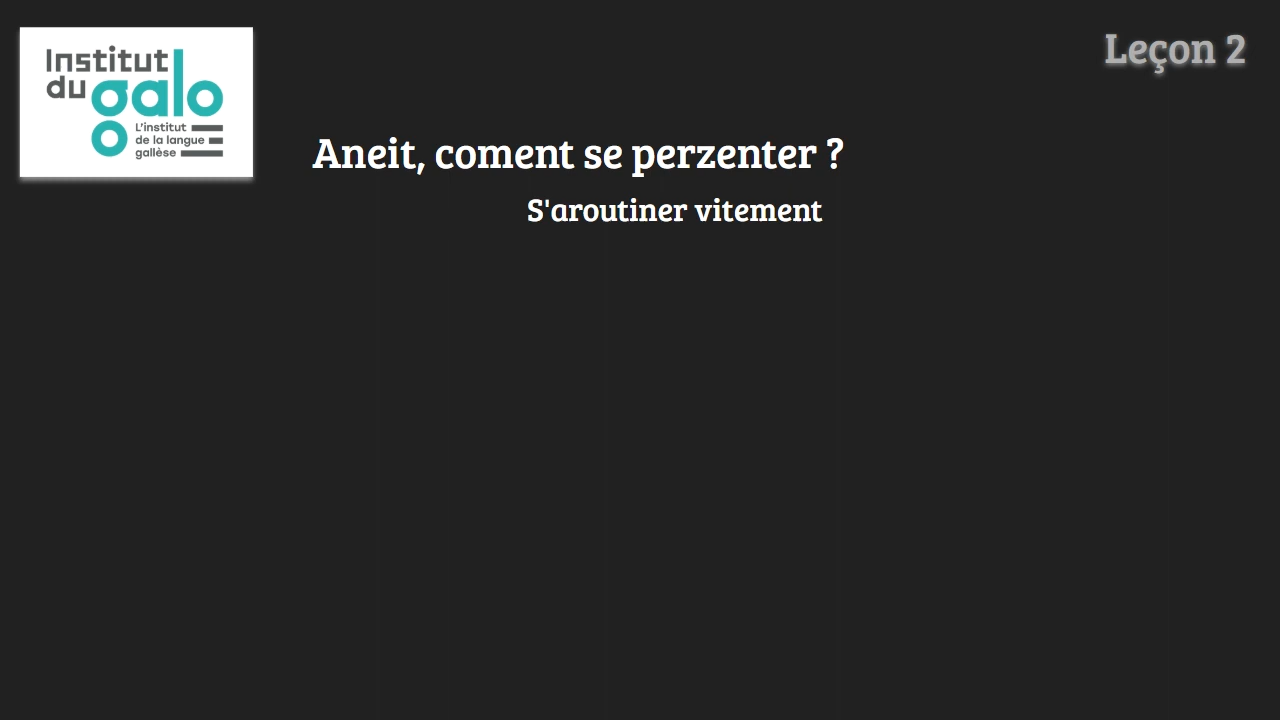 Institut
du galo
L'institut
de la langue
gallèse
Leçon 2
Aneit, coment se perzenter ?
S'aroutiner vitement